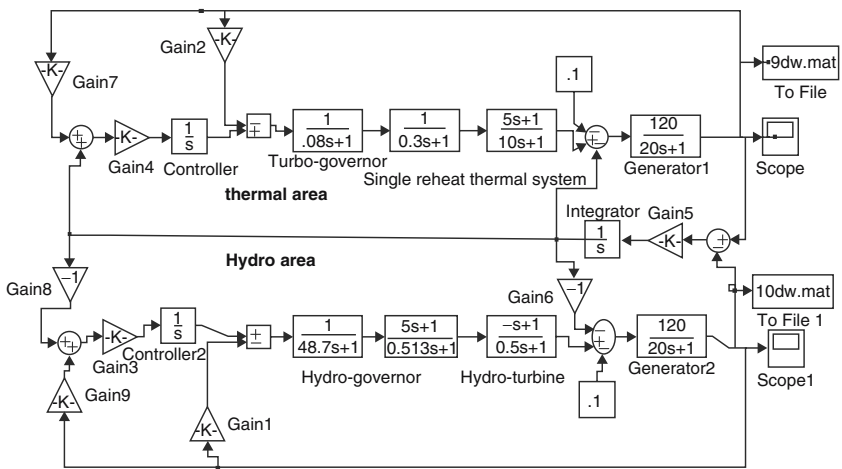 Gain7
-K-
Gain2
-K-
.1
-9dw.mat
To File
Gain4
-K-
1
s
Controller
1
.08s+1
Turbo-governor
1
0.3s+1
5s+1
10s+1
Single reheat thermal system
120
20s+1
Generator1
Scope
thermal area
Integrator
1
s
Gain5
-K-
Hydro area
Gain8
-1
Gain6
-1
10dw.mat
To File 1
Gain3
-K-
1
s
Controller2
1
48.7s+1
Hydro-governor
5s+1
0.513s+1
-s+1
0.5s+1
Hydro-turbine
120
20s+1
Generator2
Scope1
Gain9
-K-
Gain1
-K-
.1